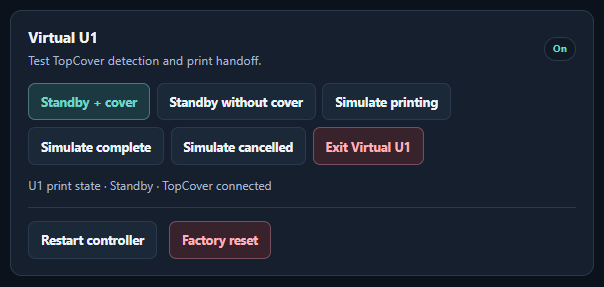 Virtual U1
On
Test TopCover detection and print handoff.
Standby + cover
Standby without cover
Simulate printing
Simulate complete
Simulate cancelled
Exit Virtual U1
U1 print state · Standby · TopCover connected
Restart controller
Factory reset